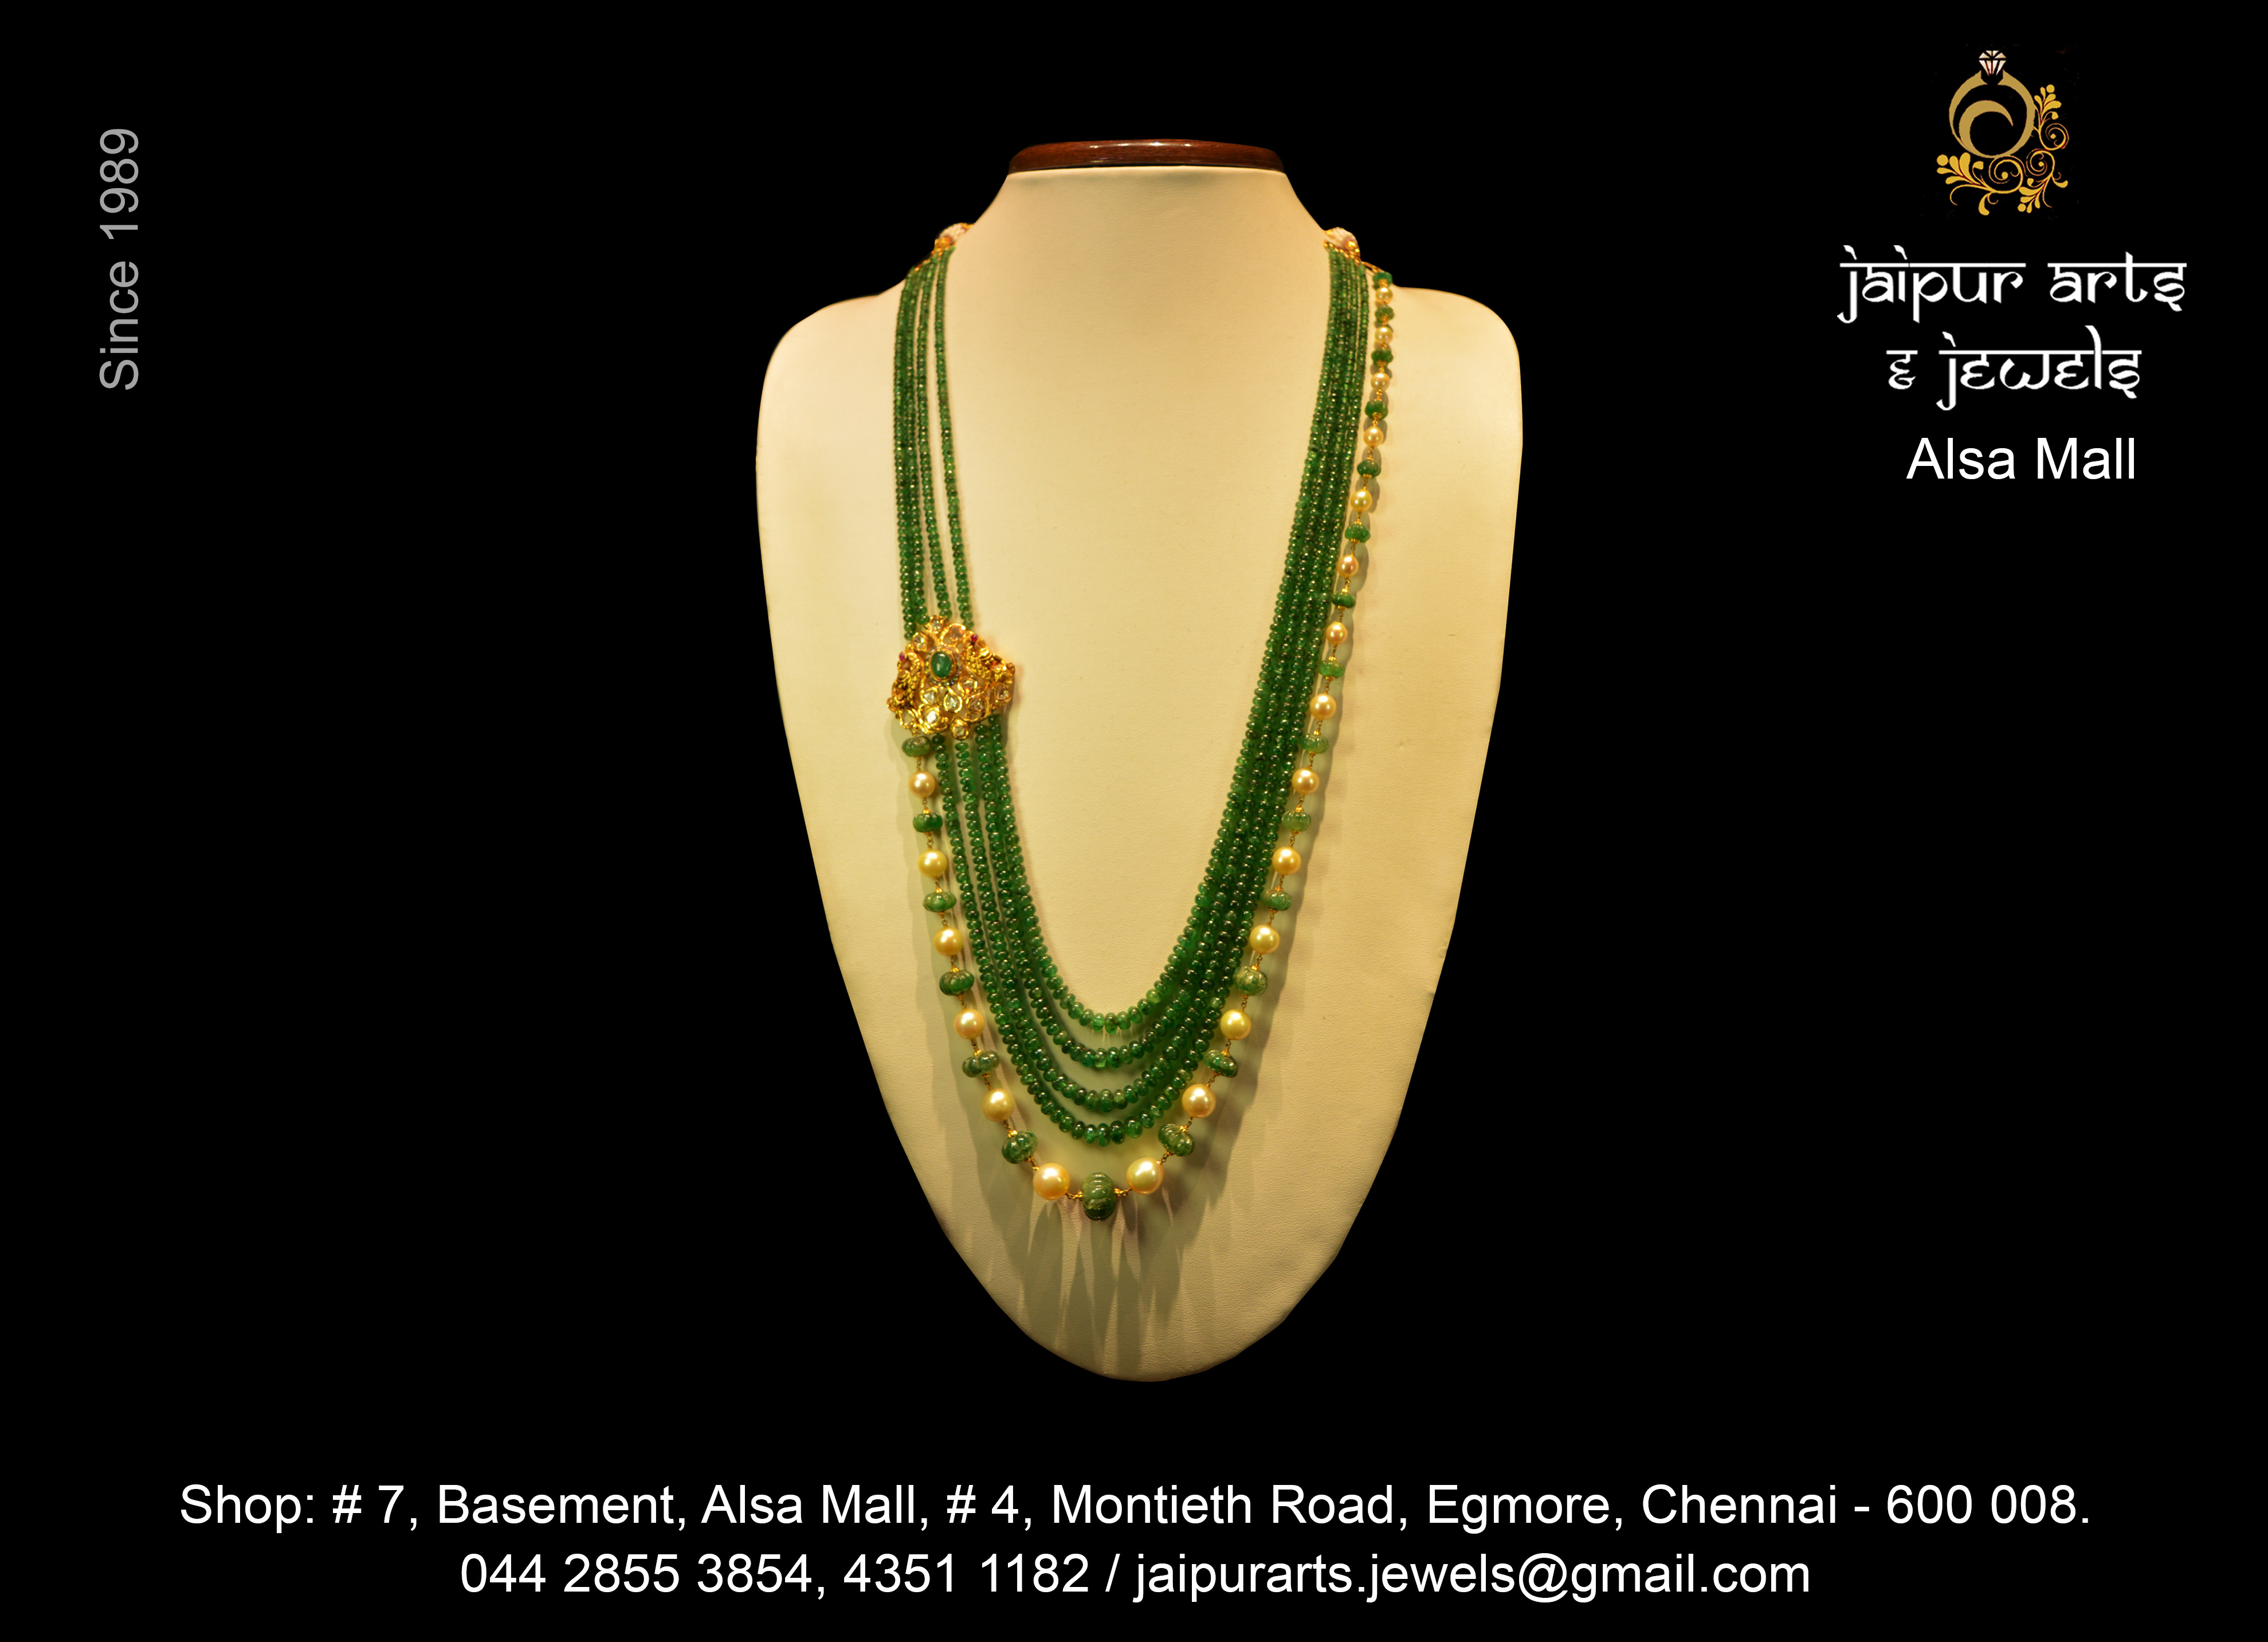 Since 1989
jaipur arts
& jewels
Alsa Mall
Shop: # 7, Basement, Alsa Mall, # 4, Montieth Road, Egmore, Chennai - 600 008.
044 2855 3854, 4351 1182 / jaipurarts.jewels@gmail.com